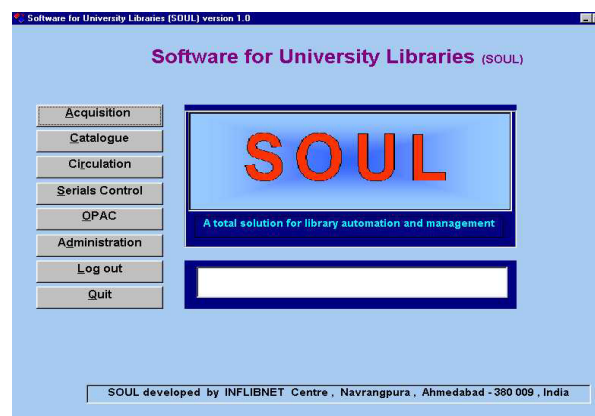 Software for University Libraries (SOUL) version 1.0
Software for University Libraries (SOUL)
Acquisition
Catalogue
Circulation
Serials Control
OPAC
Administration
Log out
Quit
SOUL
A total solution for library automation and management
SOUL developed by INFLIBNET Centre , Navrangpura , Ahmedabad - 380 009 , India